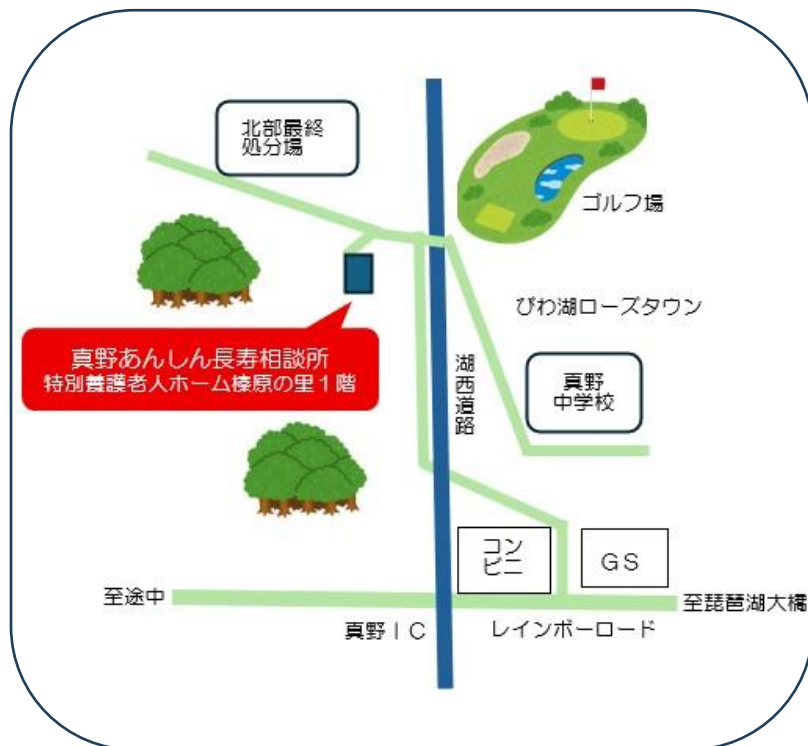 北部最終
処分場
ゴルフ場
びわ湖ローズタウン
真野あんしん長寿相談所
特別養護老人ホーム榛原の里１階
湖西道路
真野
中学校
コン
ビニ
ＧＳ
至途中
至琵琶湖大橋
真野ＩＣ
レインボーロード